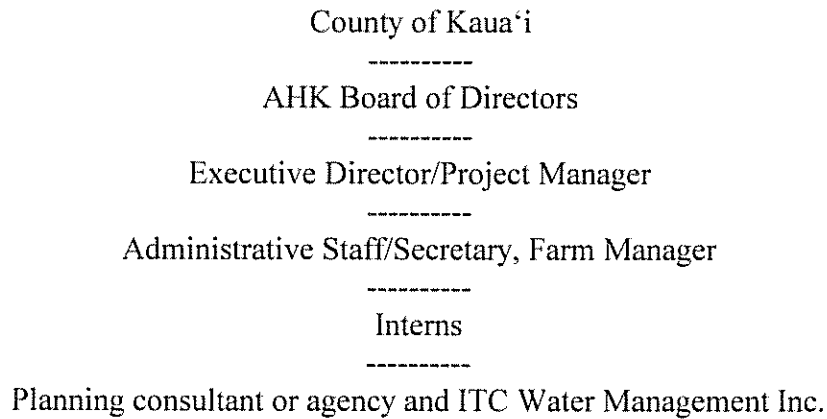 County of Kauaʻi
----------
AHK Board of Directors
----------
Executive Director/Project Manager
----------
Administrative Staff/Secretary, Farm Manager
----------
Interns
----------
Planning consultant or agency and ITC Water Management Inc.